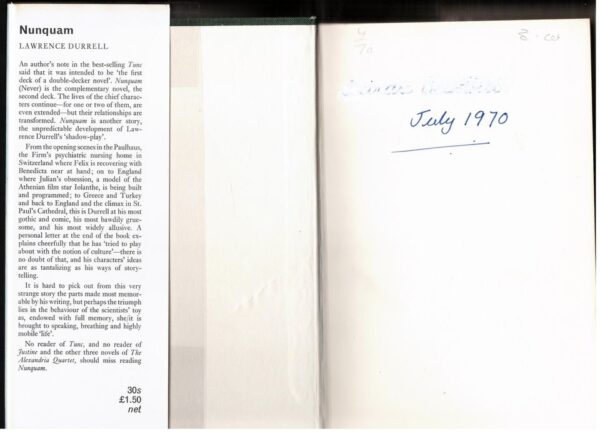 Nunquam
LAWRENCE DURRELL
An author's note in the best-selling Tunc
said that it was intended to be 'the first
deck of a double-decker novel'. Nunquam
(Never) is the complementary novel, the
second deck. The lives of the chief charac-
ters continue—for one or two of them, are
even extended—but their relationships are
transformed. Nunquam is another story,
the unpredictable development of Law-
rence Durrell's 'shadow-play'.
From the opening scenes in the Paulhaus,
the Firm's psychiatric nursing home in
Switzerland where Felix is recovering with
Benedicta near at hand; on to England
where Julian's obsession, a model of the
Athenian film star Iolanthe, is being built
and programmed; to Greece and Turkey
and back to England and the climax in St.
Paul's Cathedral, this is Durrell at his most
gothic and comic, his most bawdily grue-
some, and his most widely allusive. A
personal letter at the end of the book ex-
plains cheerfully that he has 'tried to play
about with the notion of culture'—there is
no doubt of that, and his characters' ideas
are as tantalizing as his ways of story-
telling.
It is hard to pick out from this very
strange story the parts made most memor-
able by his writing, but perhaps the triumph
lies in the behaviour of the scientists' toy
as, endowed with full memory, she/it is
brought to speaking, breathing and highly
mobile 'life'.
No reader of Tunc, and no reader of
Justine and the other three novels of The
Alexandria Quartet, should miss reading
Nunquam.
30s
£1.50
net
July 1970